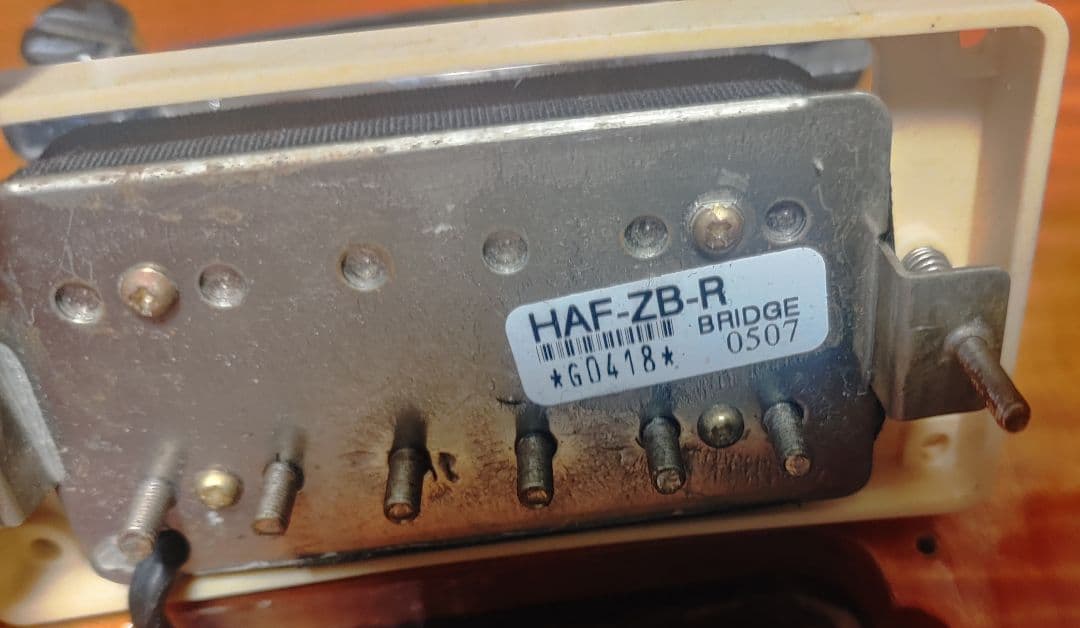 HAF-ZB-R
BRIDGE
0507
*G0418*